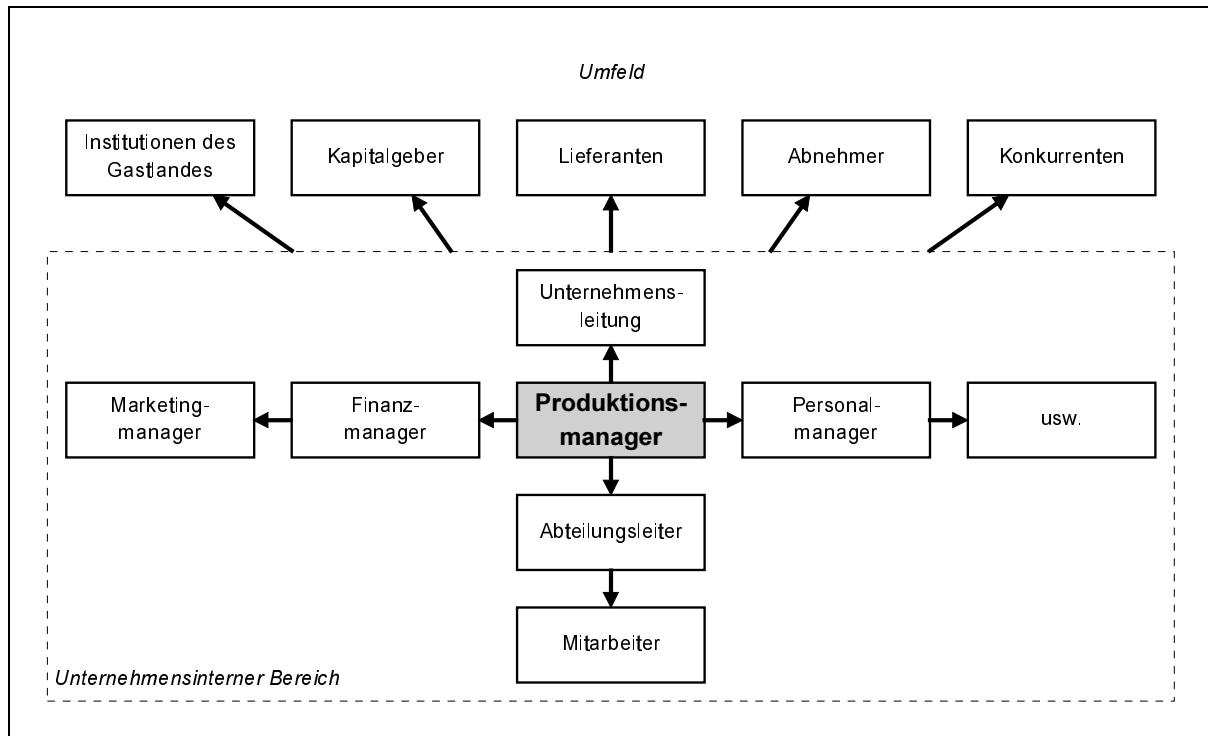 Umfeld
Institutionen des
Gastlandes
Kapitalgeber
Lieferanten
Abnehmer
Konkurrenten
Unternehmens-
leitung
Marketing-
manager
Finanz-
manager
Produktions-
manager
Personal-
manager
usw.
Abteilungsleiter
Mitarbeiter
Unternehmensinterner Bereich